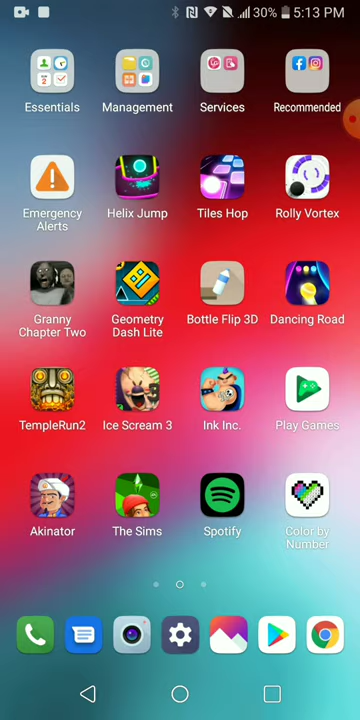 30% 5:13 PM
Essentials
Management
Services
Recommended
Emergency
Alerts
Helix Jump
Tiles Hop
Rolly Vortex
Granny
Chapter Two
Geometry
Dash Lite
Bottle Flip 3D
Dancing Road
TempleRun2
Ice Scream 3
Ink Inc.
Play Games
Akinator
The Sims
Spotify
Color by
Number